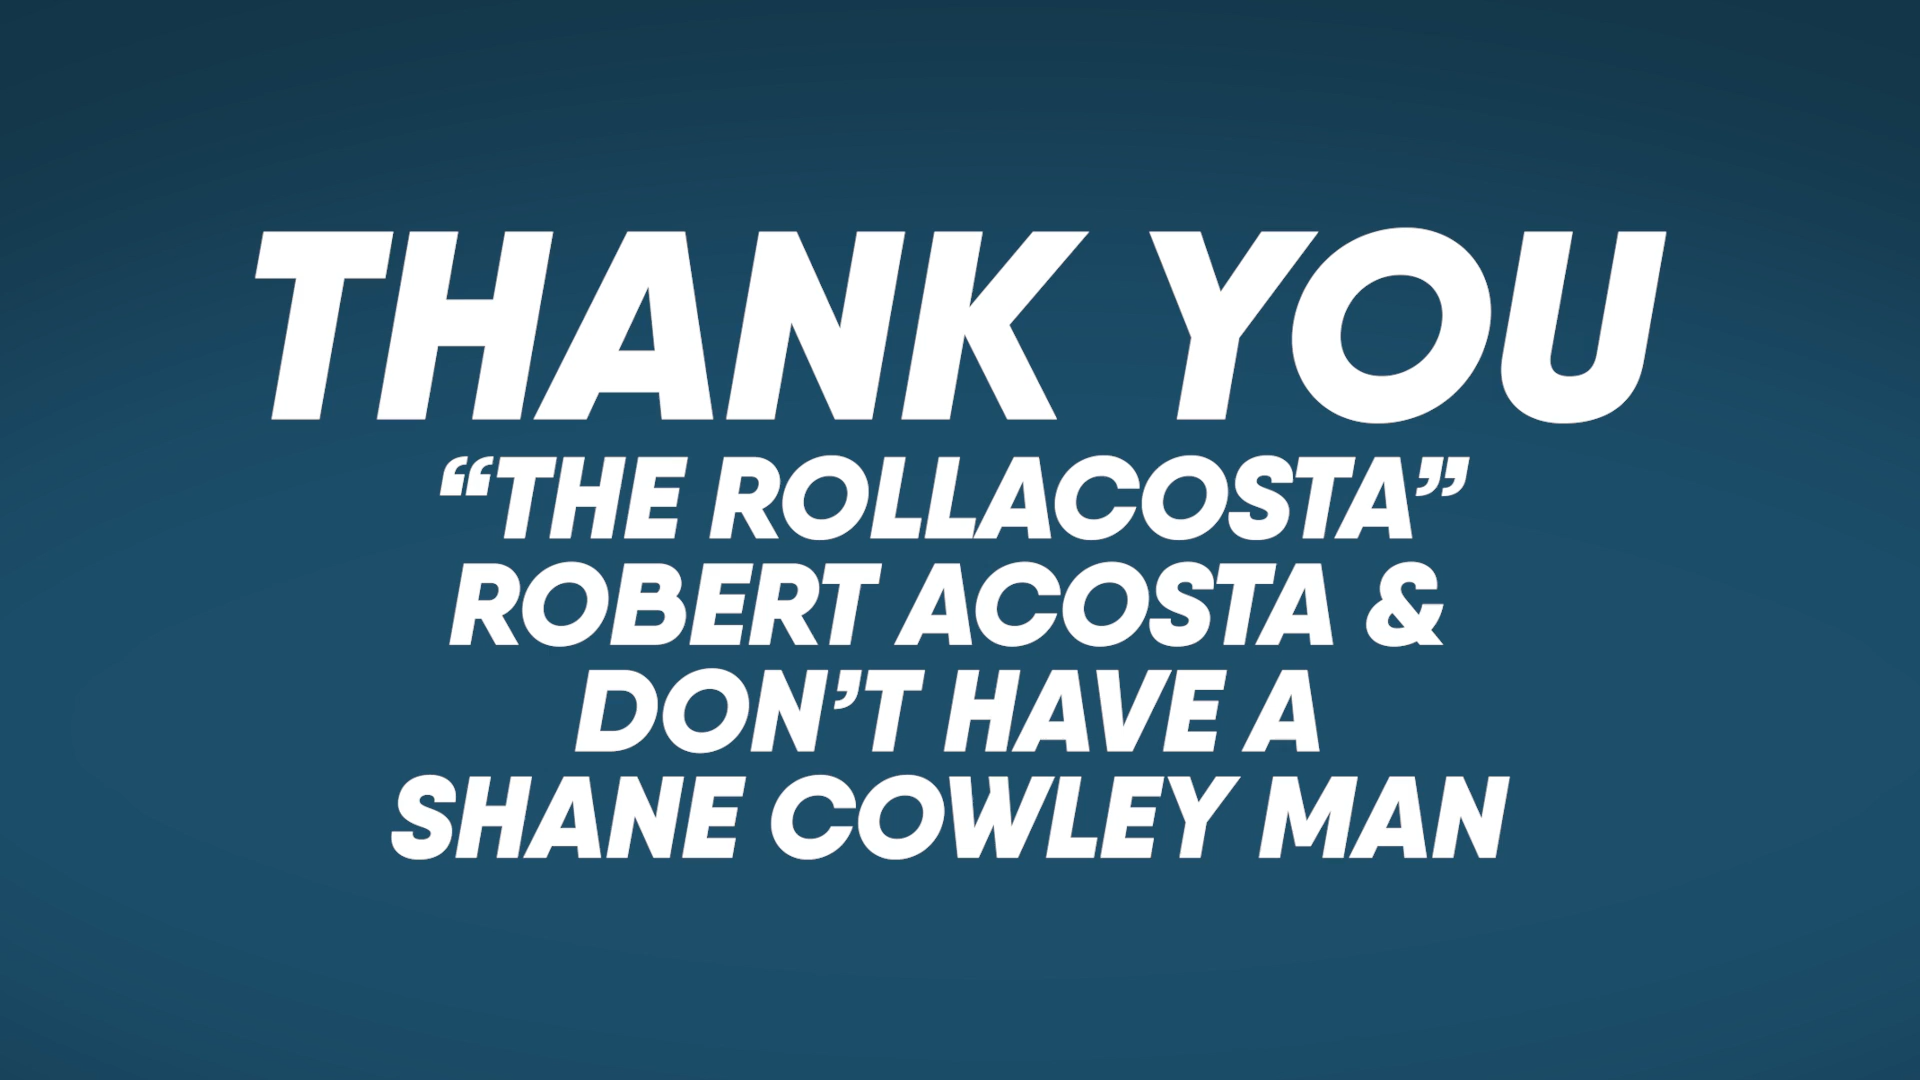 THANK YOU
“THE ROLLACOSTA”
ROBERT ACOSTA &
DON’T HAVE A
SHANE COWLEY MAN